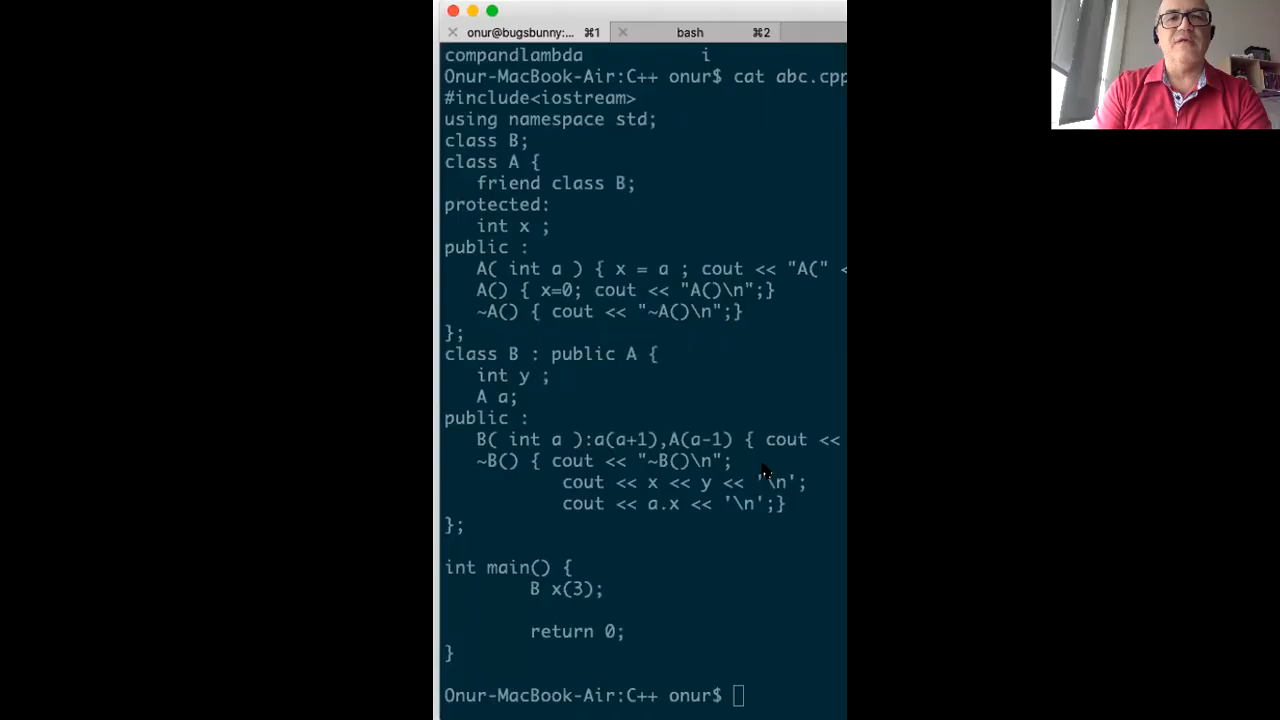 onur@bugsbunny:... ⌘1 bash ⌘2
compandlambda i
Onur-MacBook-Air:C++ onur$ cat abc.cpp
#include<iostream>
using namespace std;
class B;
class A {
   friend class B;
protected:
   int x ;
public :
   A( int a ) { x = a ; cout << "A(" <
   A() { x=0; cout << "A()\n";}
   ~A() { cout << "~A()\n";}
};
class B : public A {
   int y ;
   A a;
public :
   B( int a ):a(a+1),A(a-1) { cout <<
   ~B() { cout << "~B()\n";
           cout << x << y << '\n';
           cout << a.x << '\n';}
};
int main() {
        B x(3);
        return 0;
}
Onur-MacBook-Air:C++ onur$